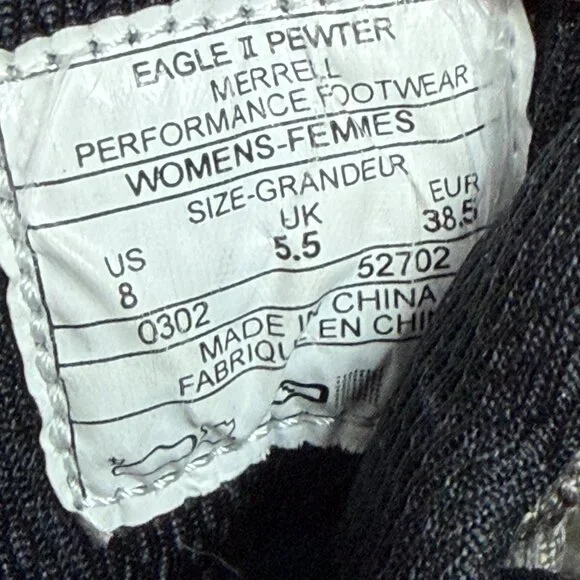 EAGLE II PEWTER
MERRELL
PERFORMANCE FOOTWEAR
WOMENS-FEMMES
SIZE-GRANDEUR
US UK EUR
8 5.5 38.5
0302 52702
MADE IN CHINA
FABRIQU EN CHI